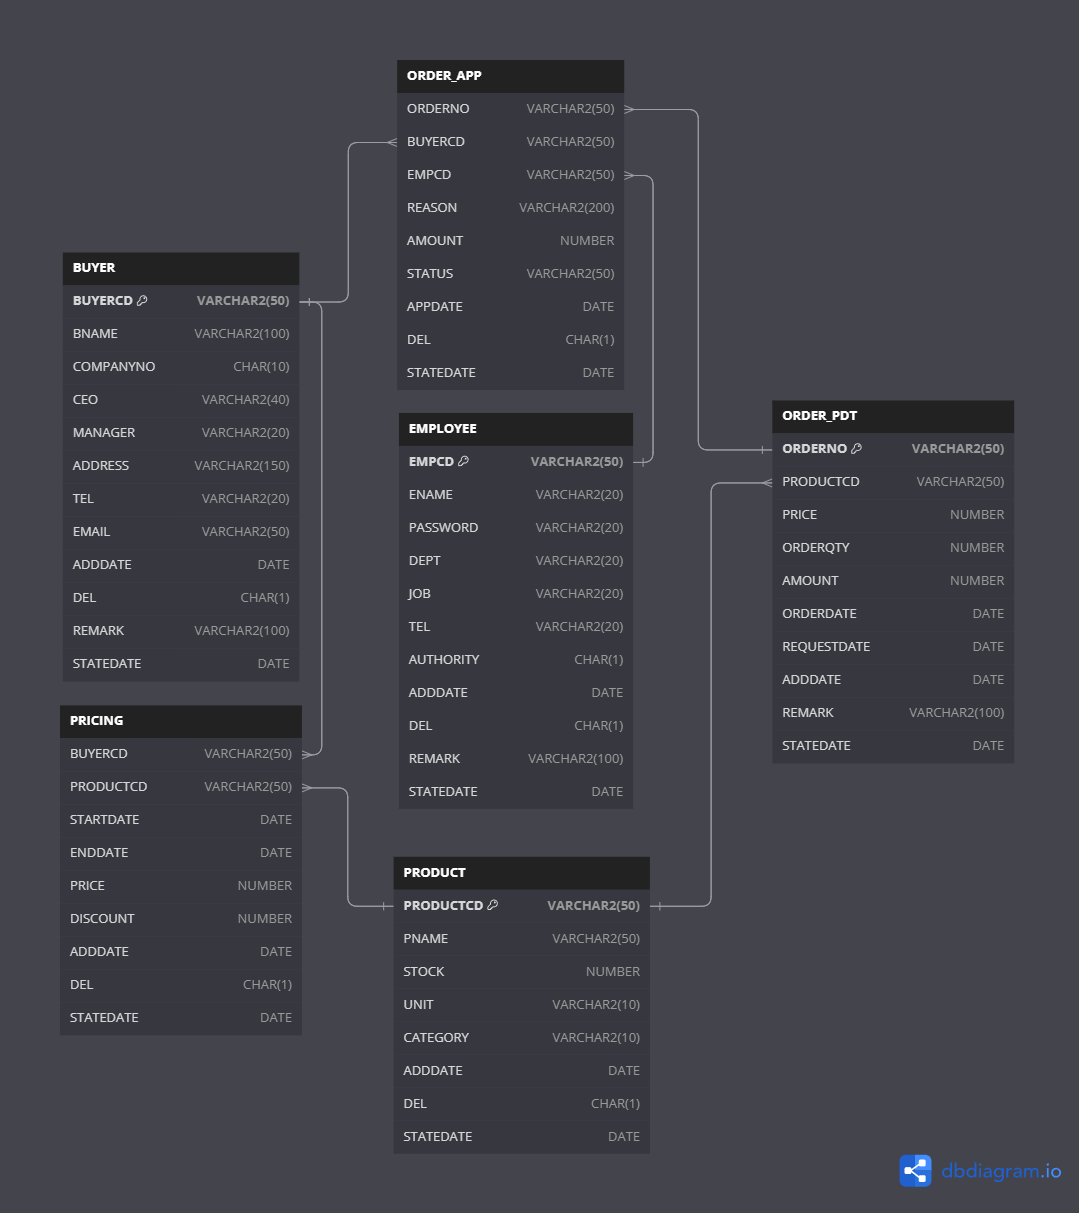 ORDER_APP
ORDERNO VARCHAR2(50)
BUYERCD VARCHAR2(50)
EMPCD VARCHAR2(50)
REASON VARCHAR2(200)
AMOUNT NUMBER
STATUS VARCHAR2(50)
APPDATE DATE
DEL CHAR(1)
STATEDATE DATE
BUYER
BUYERCD VARCHAR2(50)
BNAME VARCHAR2(100)
COMPANYNO CHAR(10)
CEO VARCHAR2(40)
MANAGER VARCHAR2(20)
ADDRESS VARCHAR2(150)
TEL VARCHAR2(20)
EMAIL VARCHAR2(50)
ADDDATE DATE
DEL CHAR(1)
REMARK VARCHAR2(100)
STATEDATE DATE
EMPLOYEE
EMPCD VARCHAR2(50)
ENAME VARCHAR2(20)
PASSWORD VARCHAR2(20)
DEPT VARCHAR2(20)
JOB VARCHAR2(20)
TEL VARCHAR2(20)
AUTHORITY CHAR(1)
ADDDATE DATE
DEL CHAR(1)
REMARK VARCHAR2(100)
STATEDATE DATE
ORDER_PDT
ORDERNO VARCHAR2(50)
PRODUCTCD VARCHAR2(50)
PRICE NUMBER
ORDERQTY NUMBER
AMOUNT NUMBER
ORDERDATE DATE
REQUESTDATE DATE
ADDDATE DATE
REMARK VARCHAR2(100)
STATEDATE DATE
PRICING
BUYERCD VARCHAR2(50)
PRODUCTCD VARCHAR2(50)
STARTDATE DATE
ENDDATE DATE
PRICE NUMBER
DISCOUNT NUMBER
ADDDATE DATE
DEL CHAR(1)
STATEDATE DATE
PRODUCT
PRODUCTCD VARCHAR2(50)
PNAME VARCHAR2(50)
STOCK NUMBER
UNIT VARCHAR2(10)
CATEGORY VARCHAR2(10)
ADDDATE DATE
DEL CHAR(1)
STATEDATE DATE
dbdiagram.io